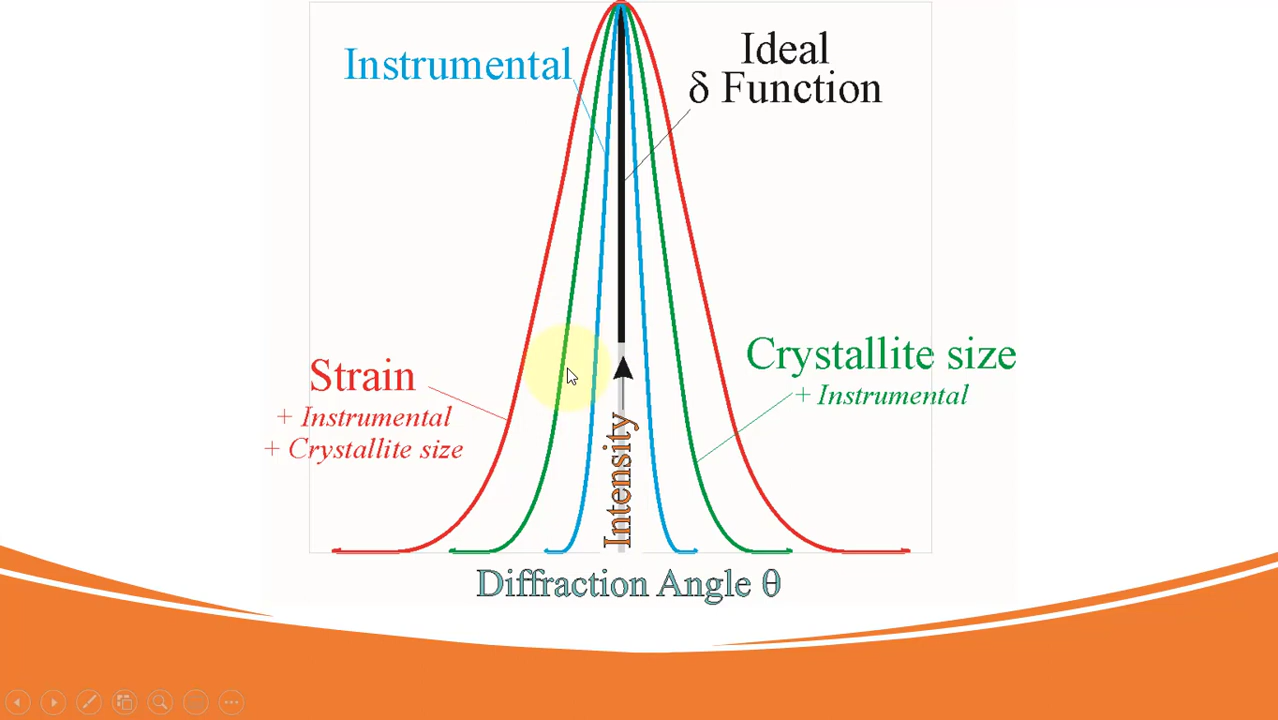 Instrumental
Ideal
δ Function
Strain
+ Instrumental
+ Crystallite size
Crystallite size
+ Instrumental
Intensity
Diffraction Angle θ